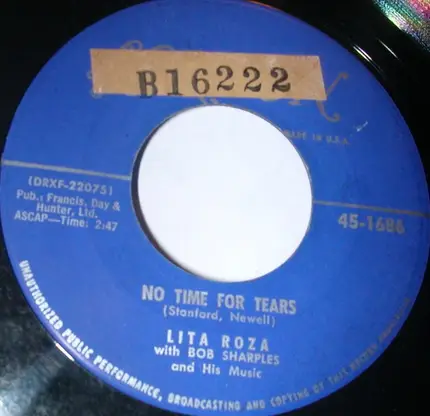 B16222
MADE IN U.S.A.
(DRXF-22075)
Pub.: Francis, Day &
Hunter, Ltd.
ASCAP—Time: 2:47
45-1686
NO TIME FOR TEARS
(Stanford, Newell)
LITA ROZA
with BOB SHARPLES
and His Music
UNAUTHORIZED PUBLIC PERFORMANCE, BROADCASTING AND COPYING OF THIS RECORD PROHIBITED